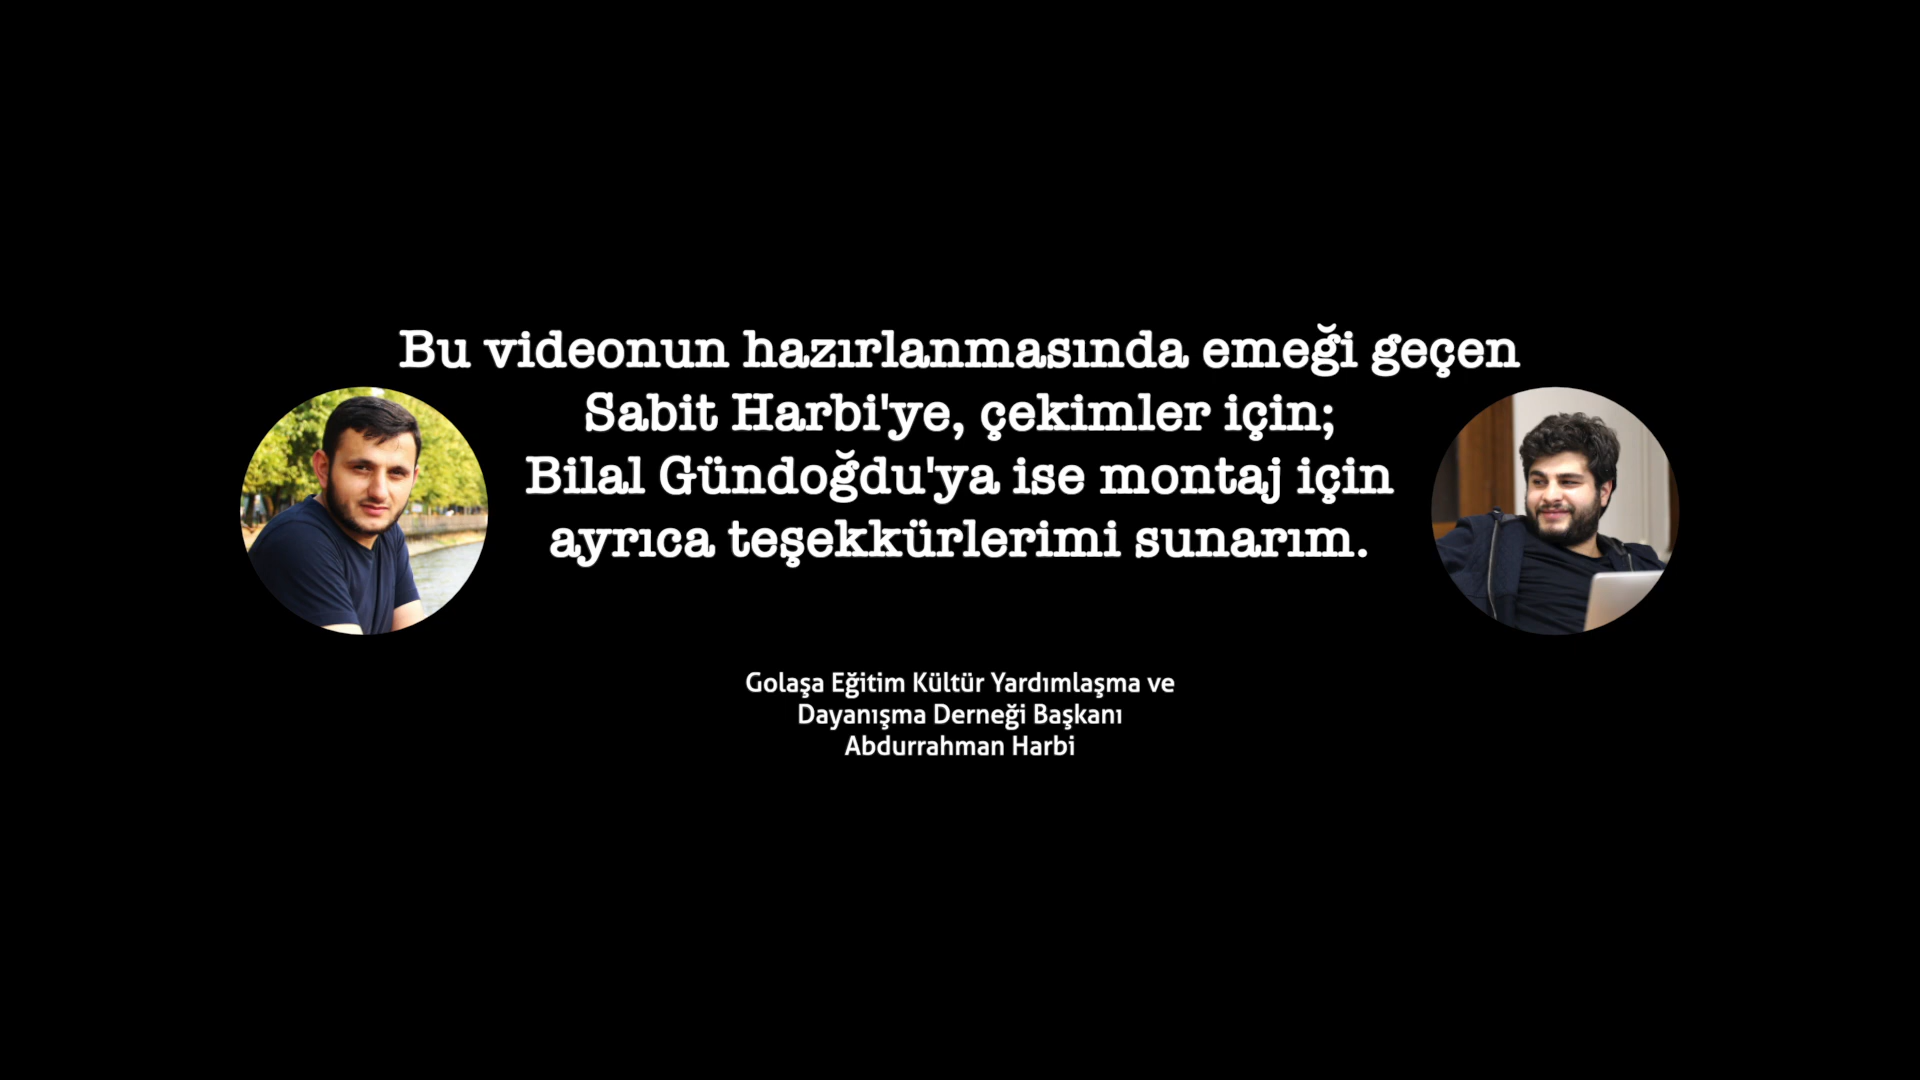 Bu videonun hazırlanmasında emeği geçen
Sabit Harbi'ye, çekimler için;
Bilal Gündoğdu'ya ise montaj için
ayrıca teşekkürlerimi sunarım.
Golaşa Eğitim Kültür Yardımlaşma ve
Dayanışma Derneği Başkanı
Abdurrahman Harbi